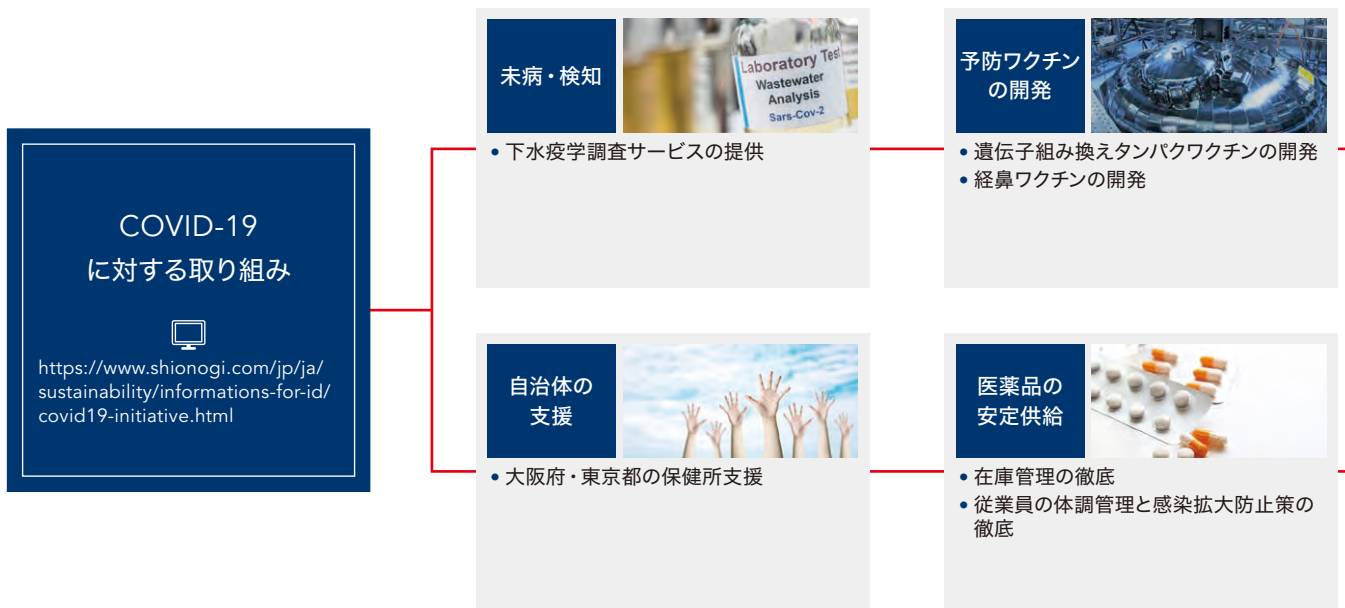 COVID-19
に対する取り組み
https://www.shionogi.com/jp/ja/
sustainability/informations-for-id/
covid19-initiative.html
未病・検知
Laboratory Test
Wastewater
Analysis
Sars-Cov-2
• 下水疫学調査サービスの提供
予防ワクチン
の開発
• 遺伝子組み換えタンパクワクチンの開発
• 経鼻ワクチンの開発
自治体の
支援
• 大阪府・東京都の保健所支援
医薬品の
安定供給
• 在庫管理の徹底
• 従業員の体調管理と感染拡大防止策の
徹底